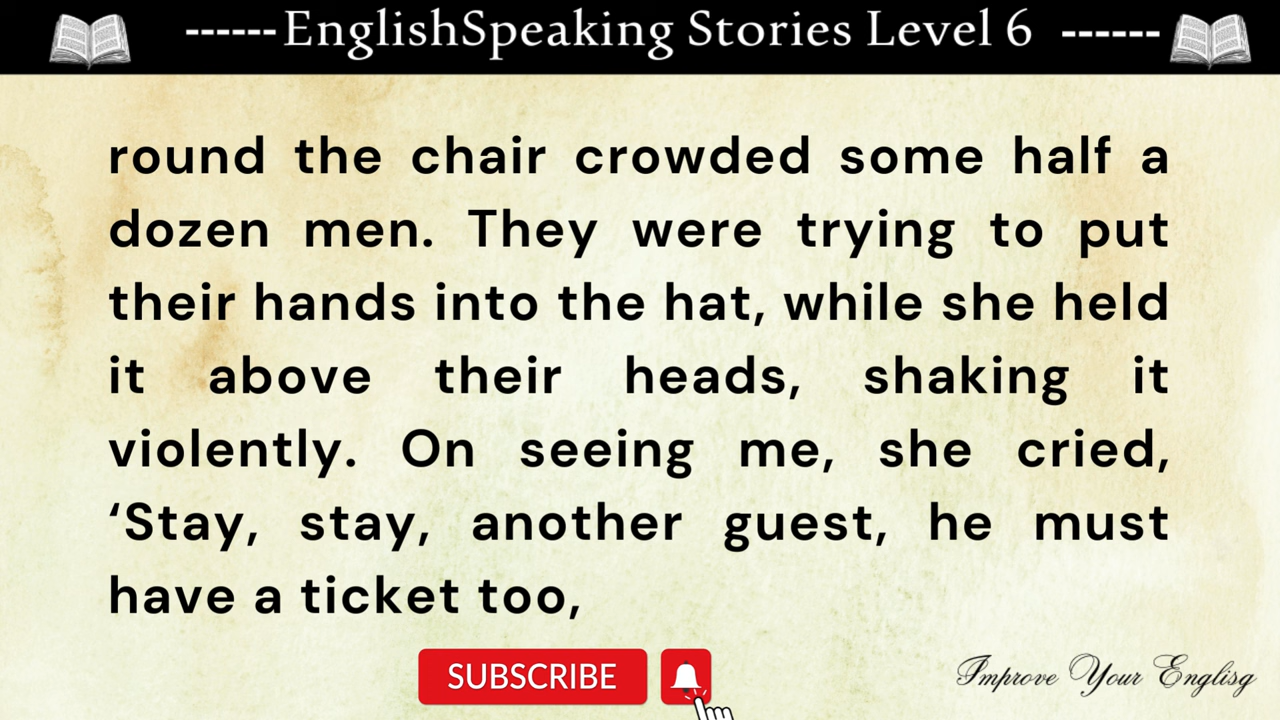 ------EnglishSpeaking Stories Level 6 ------
round the chair crowded some half a
dozen men. They were trying to put
their hands into the hat, while she held
it above their heads, shaking it
violently. On seeing me, she cried,
‘Stay, stay, another guest, he must
have a ticket too,
SUBSCRIBE
Improve Your Englisg